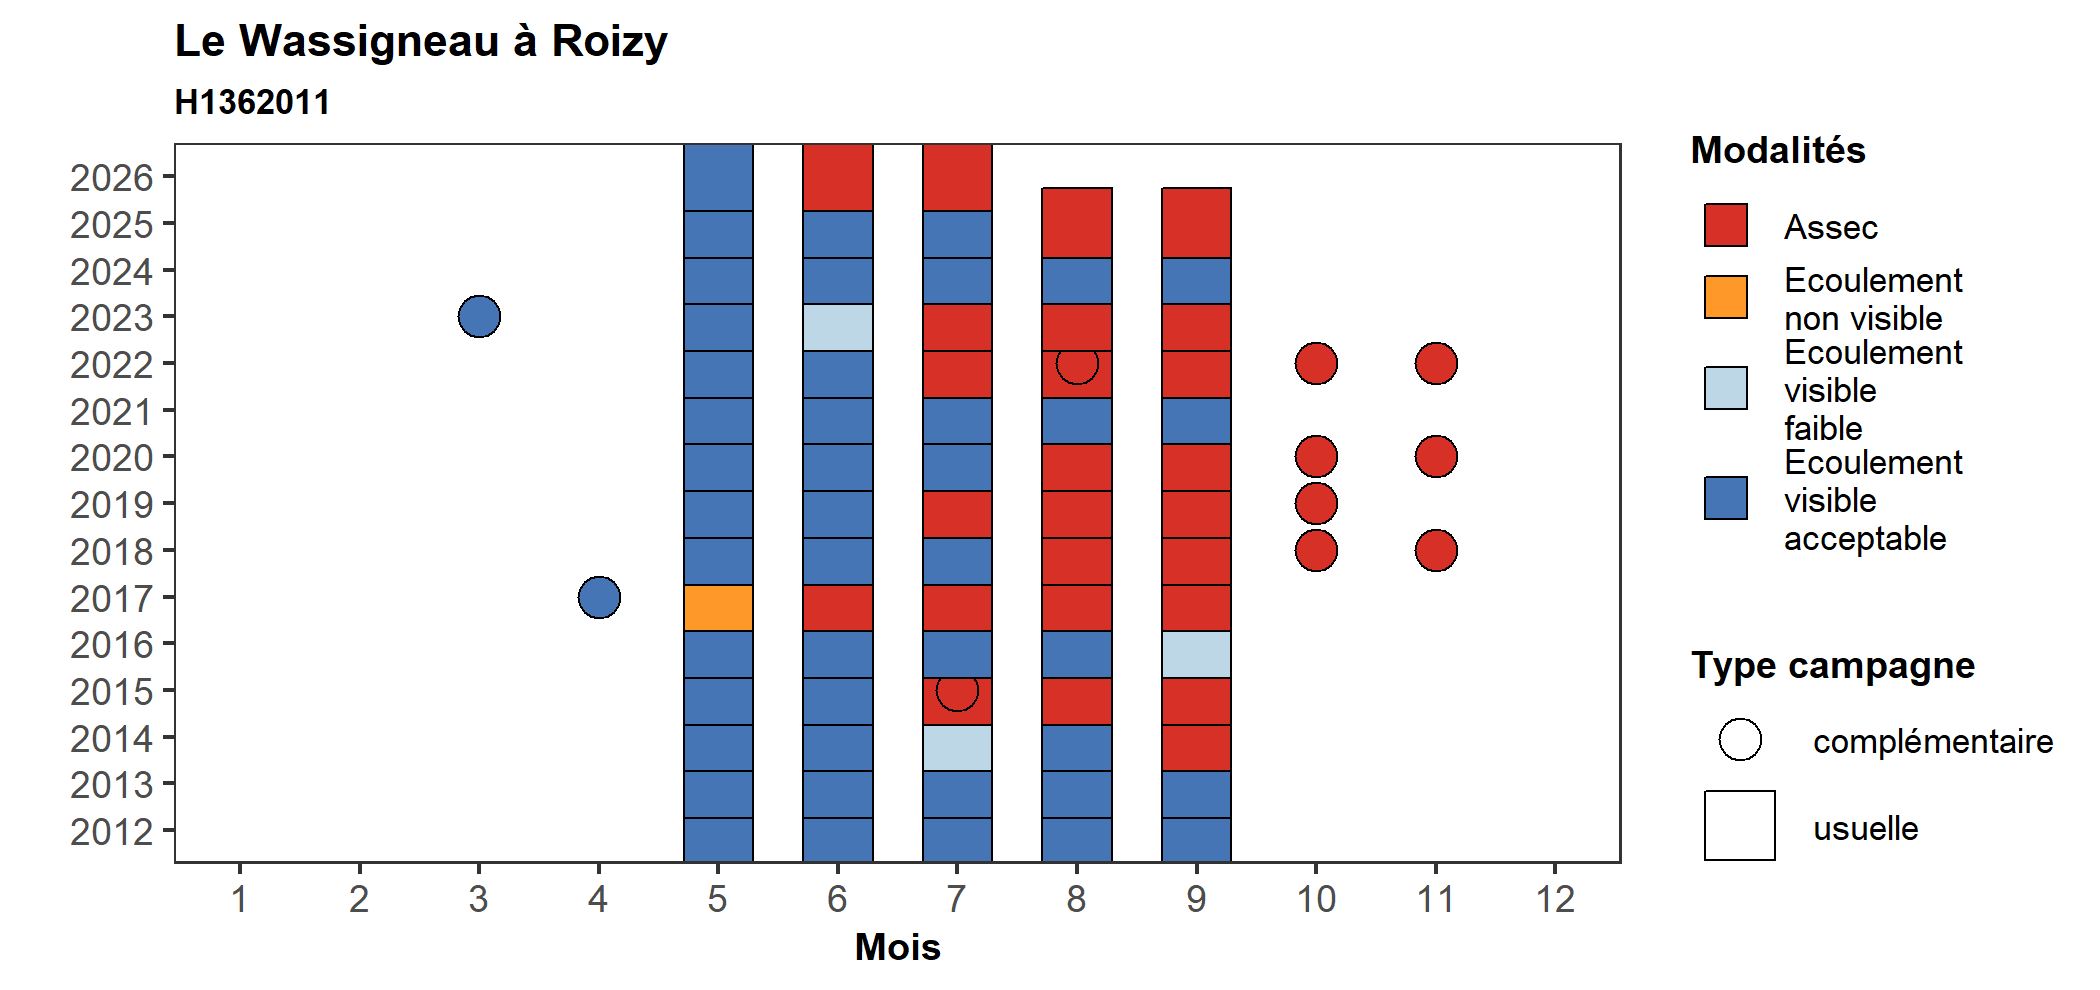 Le Wassigneau à Roizy
H1362011
2026
2025
2024
2023
2022
2021
2020
2019
2018
2017
2016
2015
2014
2013
2012
1 2 3 4 5 6 7 8 9 10 11 12
Mois
Modalités
Assec
Ecoulement
non visible
Ecoulement
visible
faible
Ecoulement
visible
acceptable
Type campagne
complémentaire
usuelle